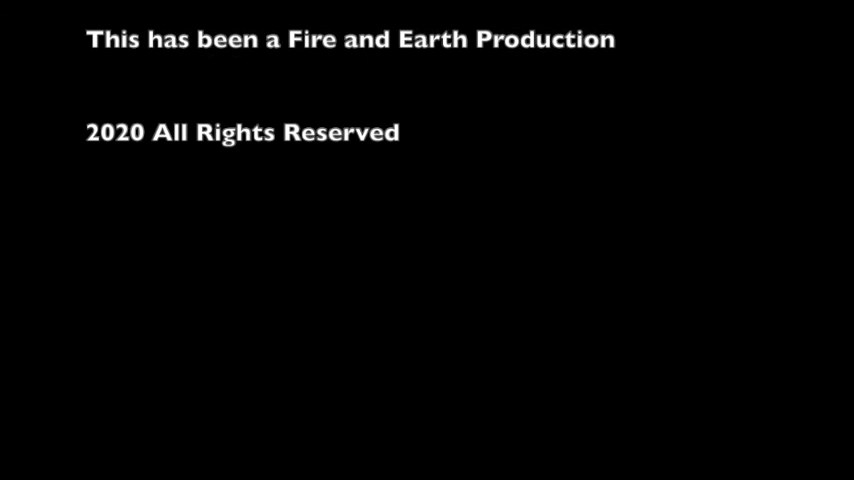 This has been a Fire and Earth Production
2020 All Rights Reserved